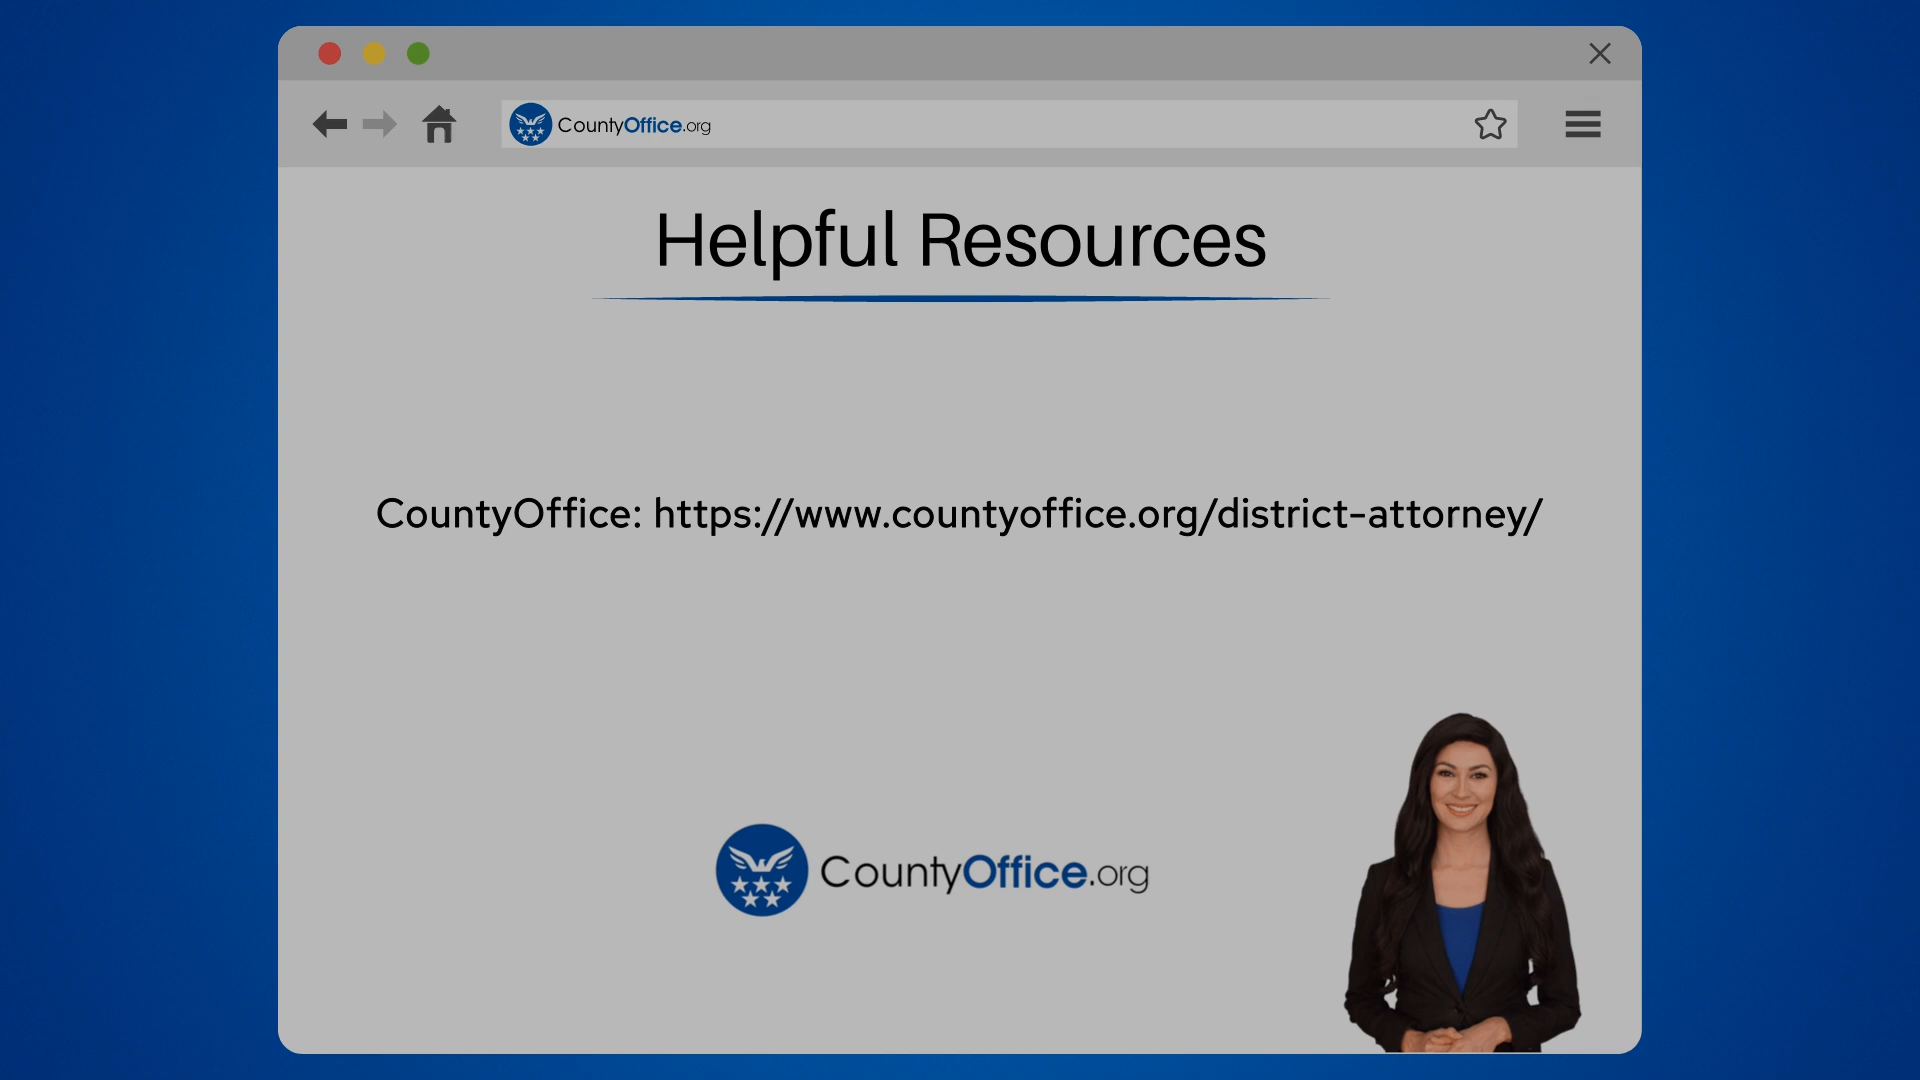 CountyOffice.org
Helpful Resources
CountyOffice: https://www.countyoffice.org/district-attorney/
CountyOffice.org